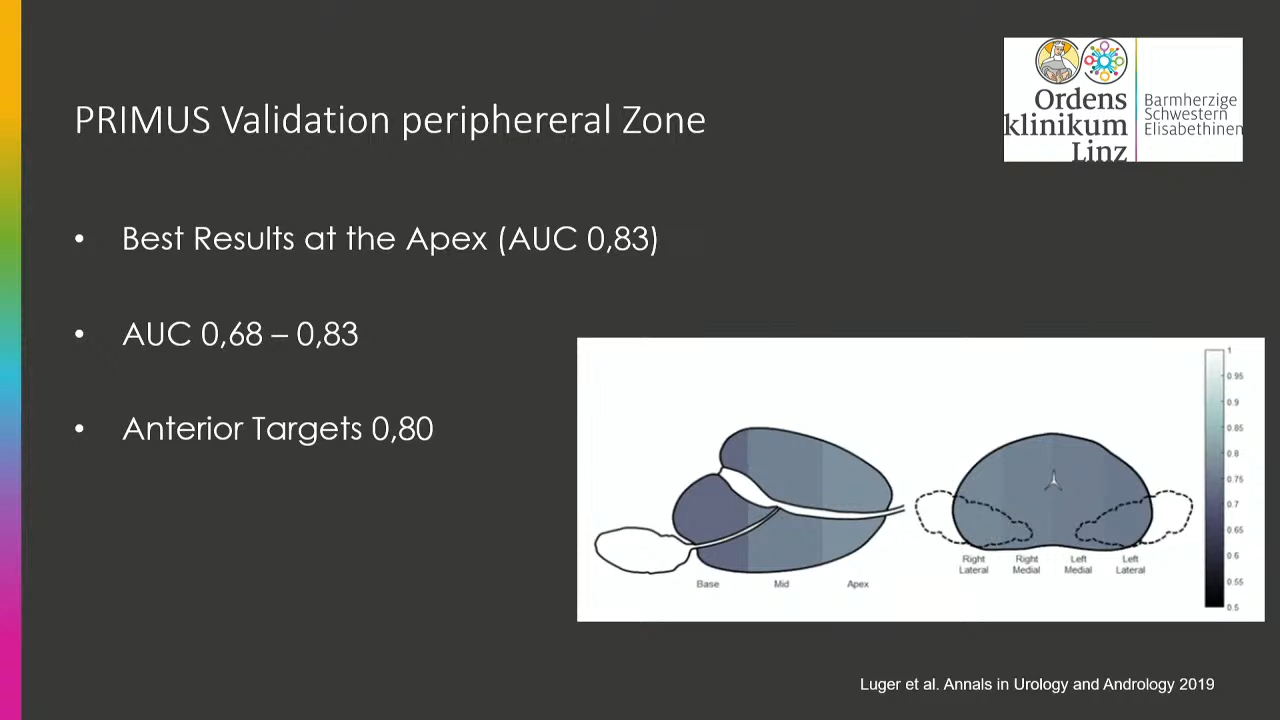 PRIMUS Validation periphereral Zone
Ordens
klinikum
Linz
Barmherzige
Schwestern
Elisabethinen
• Best Results at the Apex (AUC 0,83)
• AUC 0,68 – 0,83
• Anterior Targets 0,80
Base Mid Apex
Right Lateral
Right Medial
Left Medial
Left Lateral
1
0.95
0.9
0.85
0.8
0.75
0.7
0.65
0.6
0.55
0.5
Luger et al. Annals in Urology and Andrology 2019